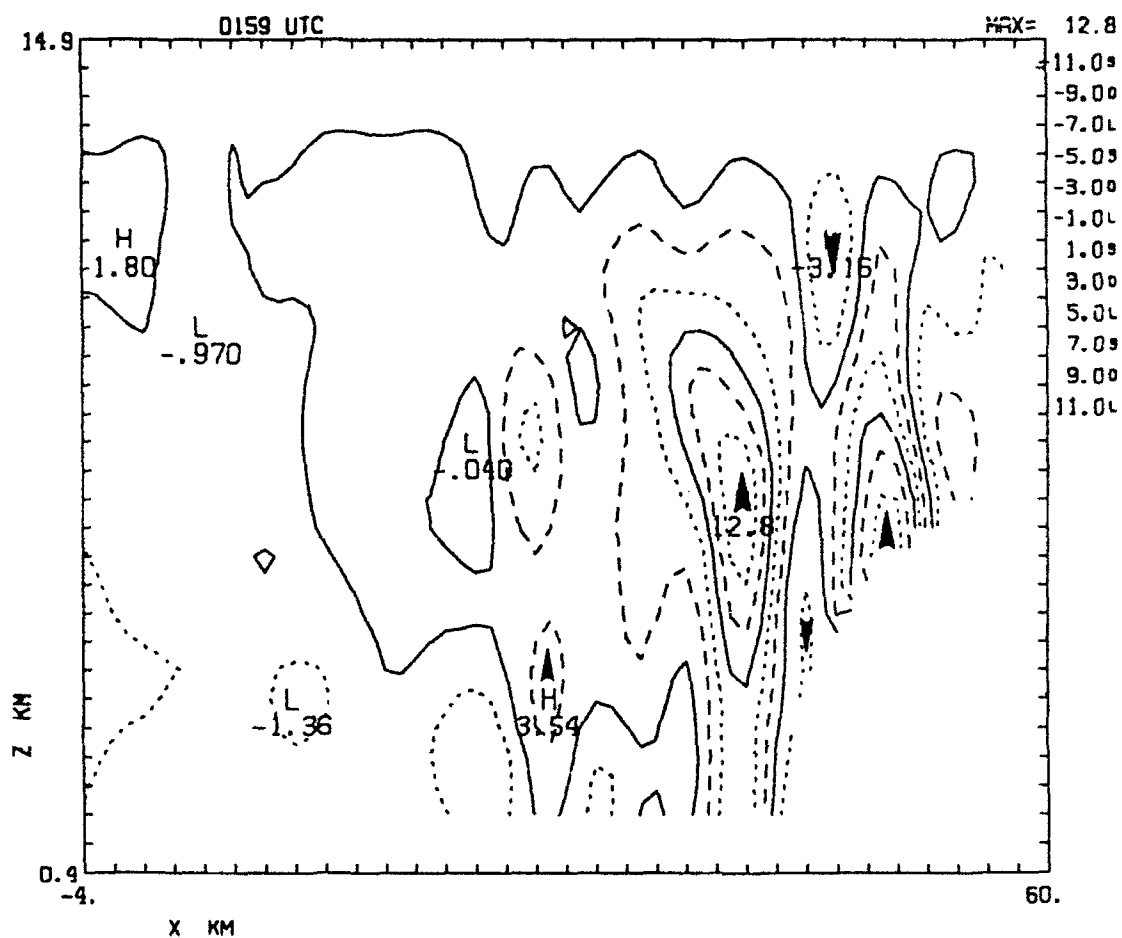 0159 UTC
MAX= 12.8
14.9
-11.0S
-9.00
-7.0L
-5.0S
-3.00
-1.0L
1.0S
3.00
5.0L
7.0S
9.00
11.0L
H
1.80
-3.16
L
-.970
L
-.040
12.8
L
-1.36
H
3.54
Z KM
0.9
-4.
60.
X KM